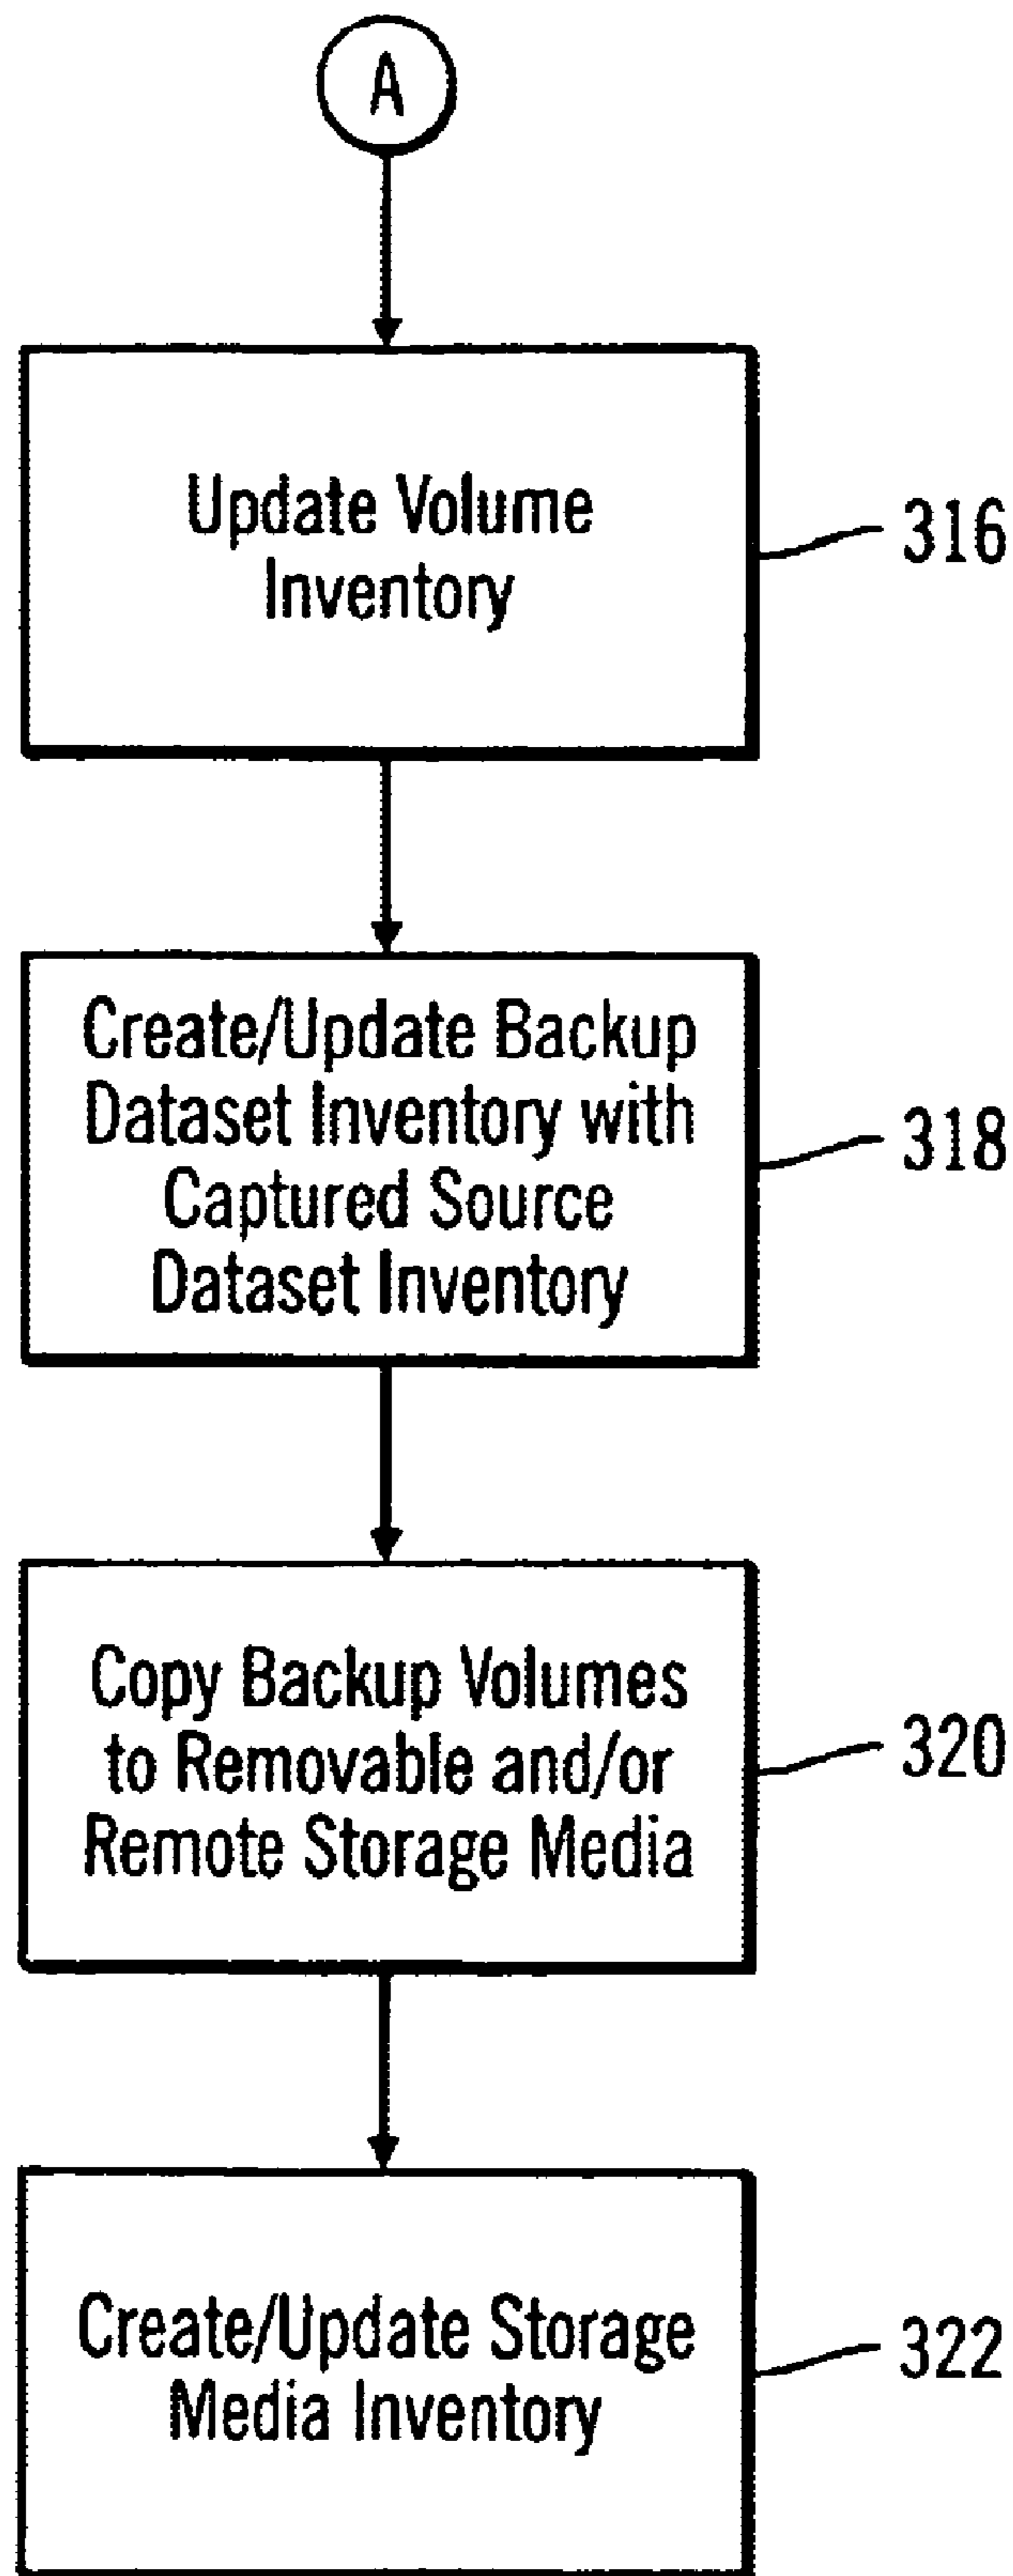 A
Update Volume
Inventory
316
Create/Update Backup
Dataset Inventory with
Captured Source
Dataset Inventory
318
Copy Backup Volumes
to Removable and/or
Remote Storage Media
320
Create/Update Storage
Media Inventory
322